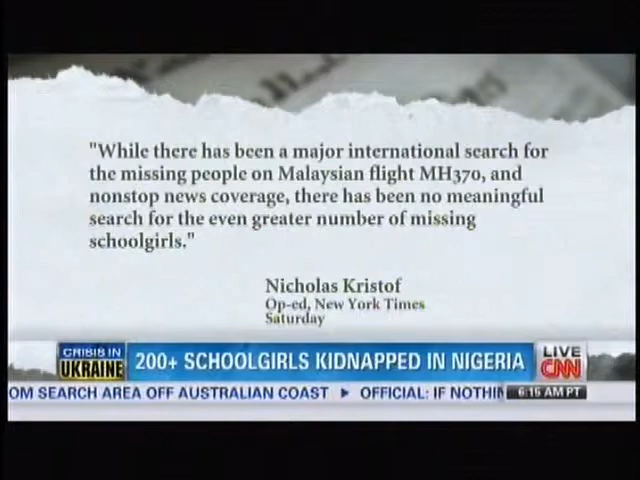 "While there has been a major international search for
the missing people on Malaysian flight MH370, and
nonstop news coverage, there has been no meaningful
search for the even greater number of missing
schoolgirls."
Nicholas Kristof
Op-ed, New York Times
Saturday
CRISIS IN
UKRAINE
200+ SCHOOLGIRLS KIDNAPPED IN NIGERIA
LIVE
CNN
OM SEARCH AREA OFF AUSTRALIAN COAST ► OFFICIAL: IF NOTHIN
6:15 AM PT